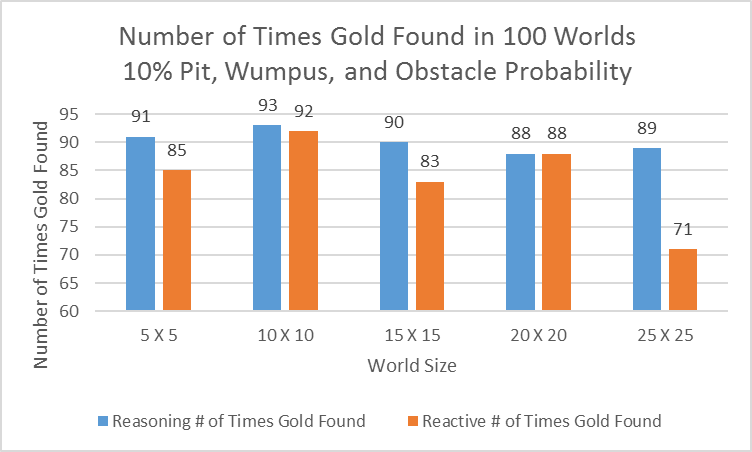 Number of Times Gold Found in 100 Worlds
10% Pit, Wumpus, and Obstacle Probability
Number of Times Gold Found
95
90
85
80
75
70
65
60
91
85
93
92
90
83
88
88
89
71
5 X 5
10 X 10
15 X 15
20 X 20
25 X 25
World Size
Reasoning # of Times Gold Found
Reactive # of Times Gold Found